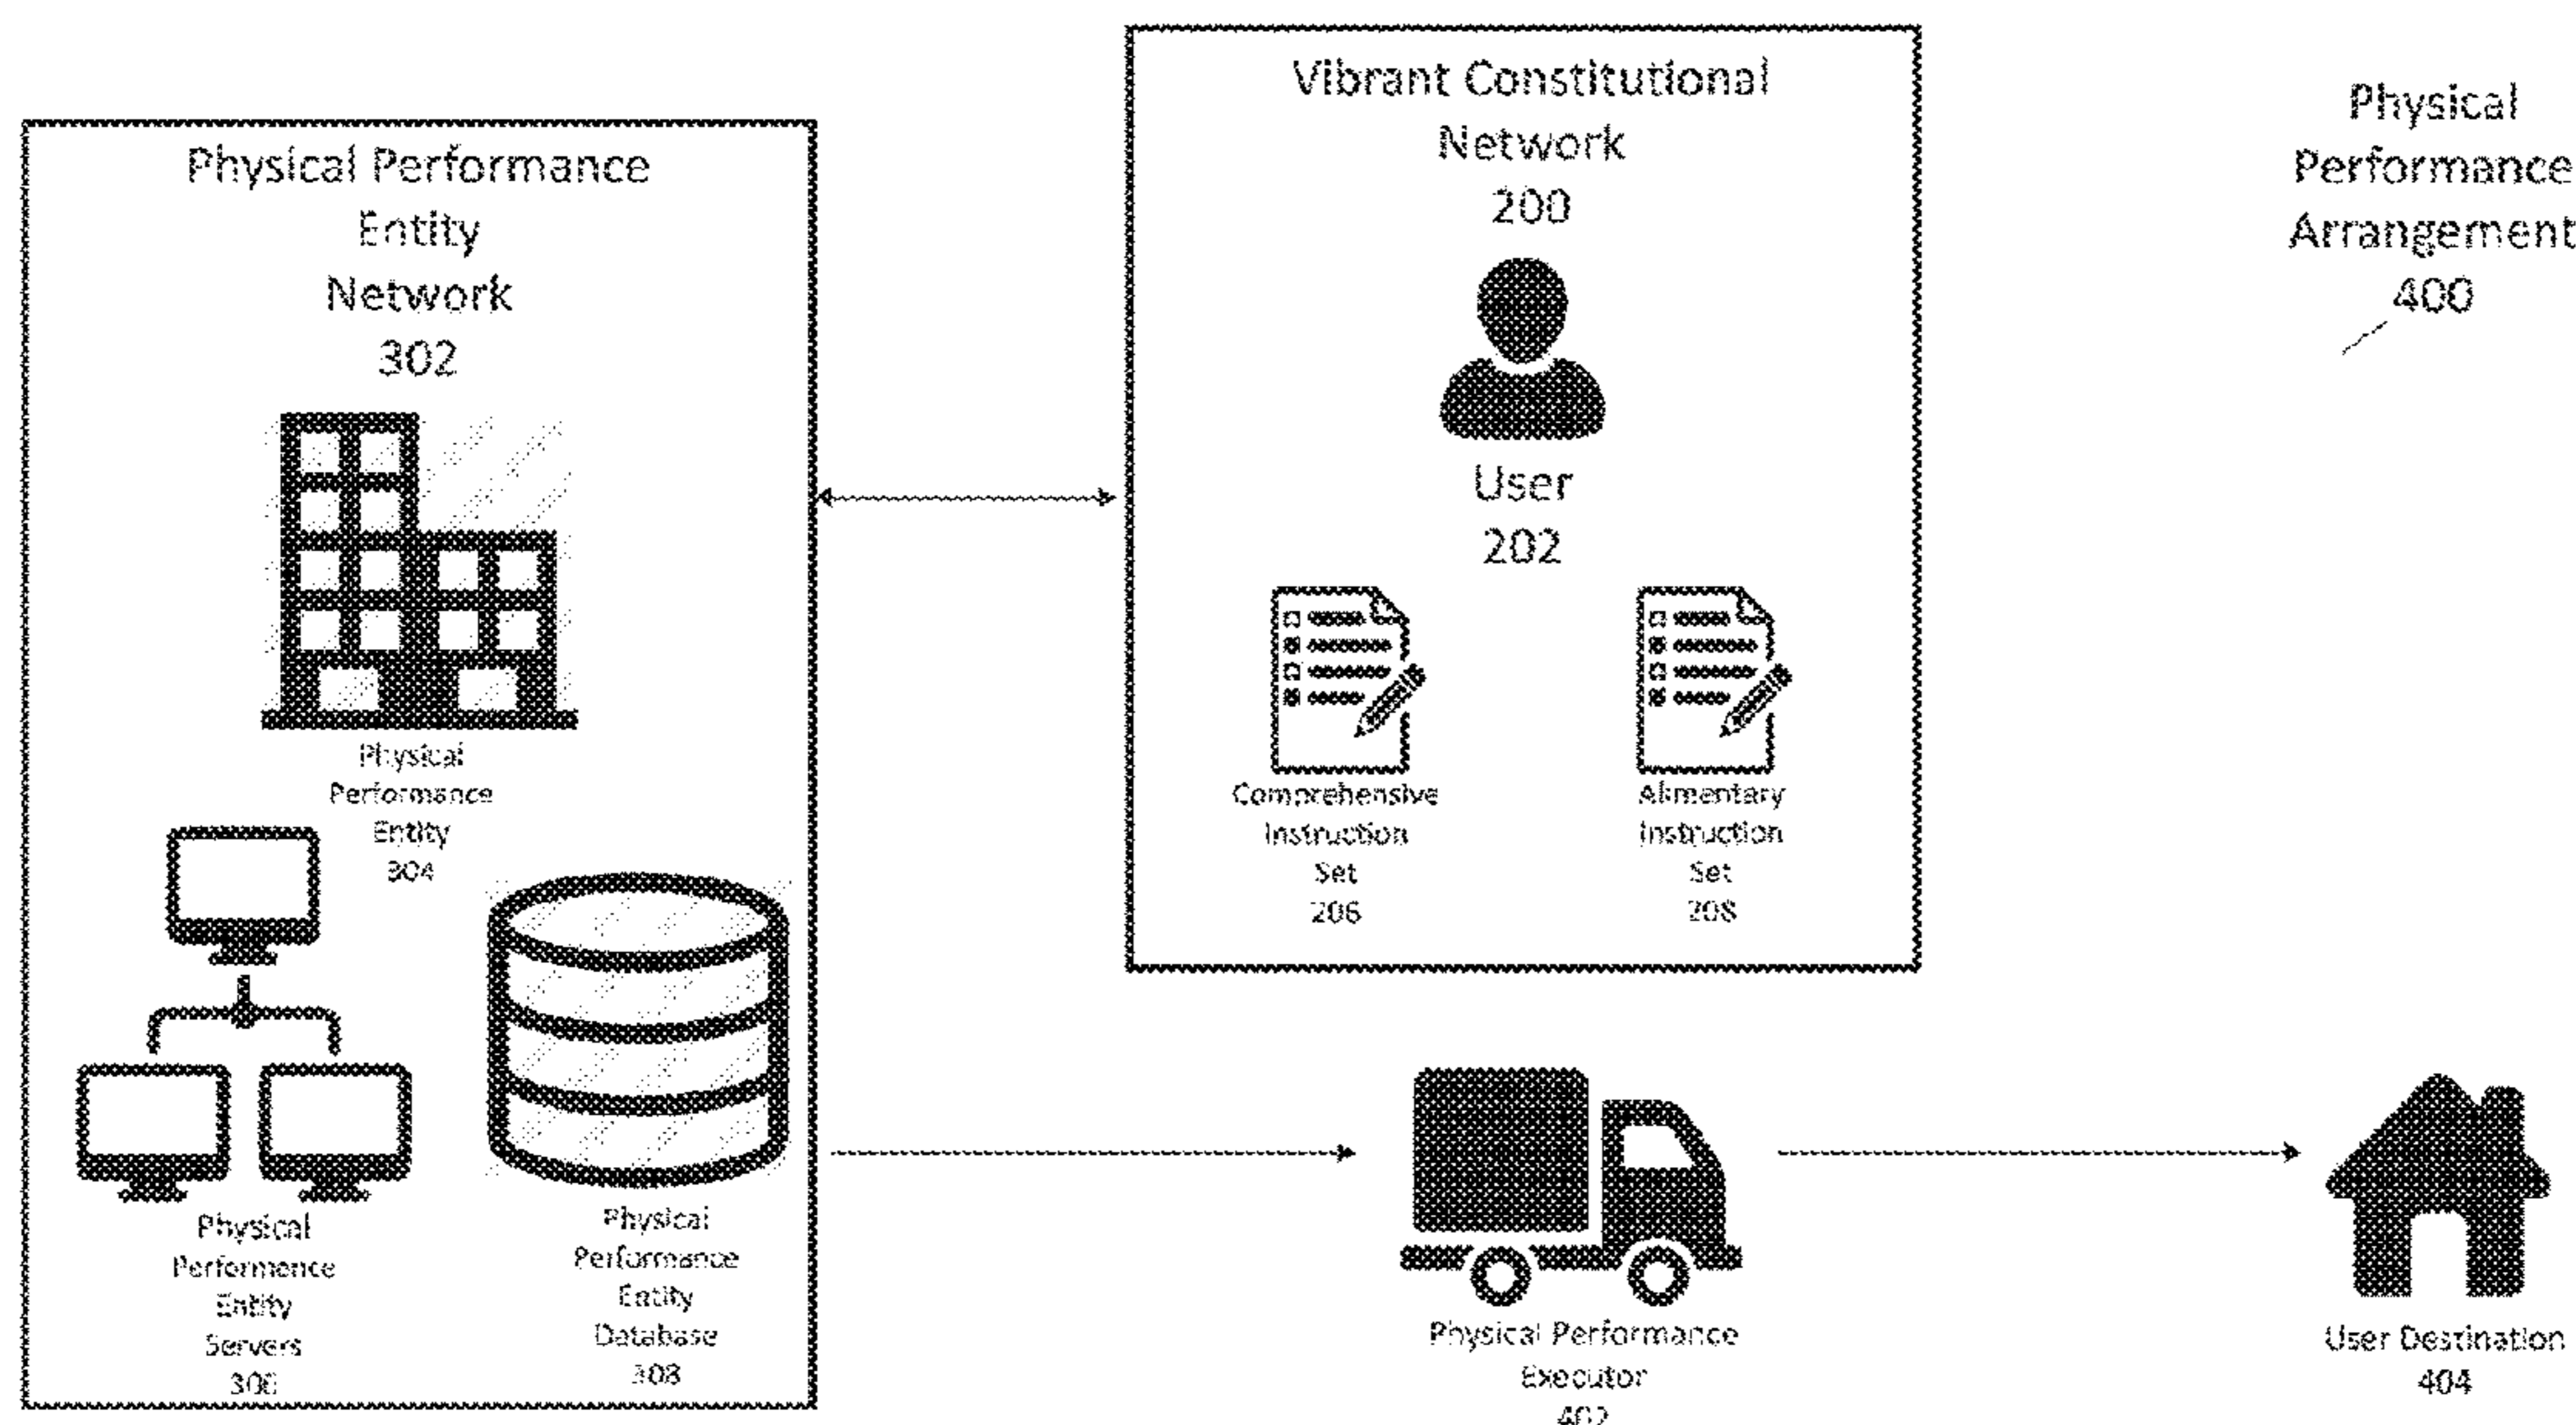 Physical Performance
Entity
Network
302
Physical
Performance
Entity
304
Physical
Performance
Entity
Servers
306
Physical
Performance
Entity
Database
308
Vibrant Constitutional
Network
200
User
202
Comprehensive
Instruction
Set
206
Alimentary
Instruction
Set
208
Physical
Performance
Arrangement
400
Physical Performance
Executor
402
User Destination
404